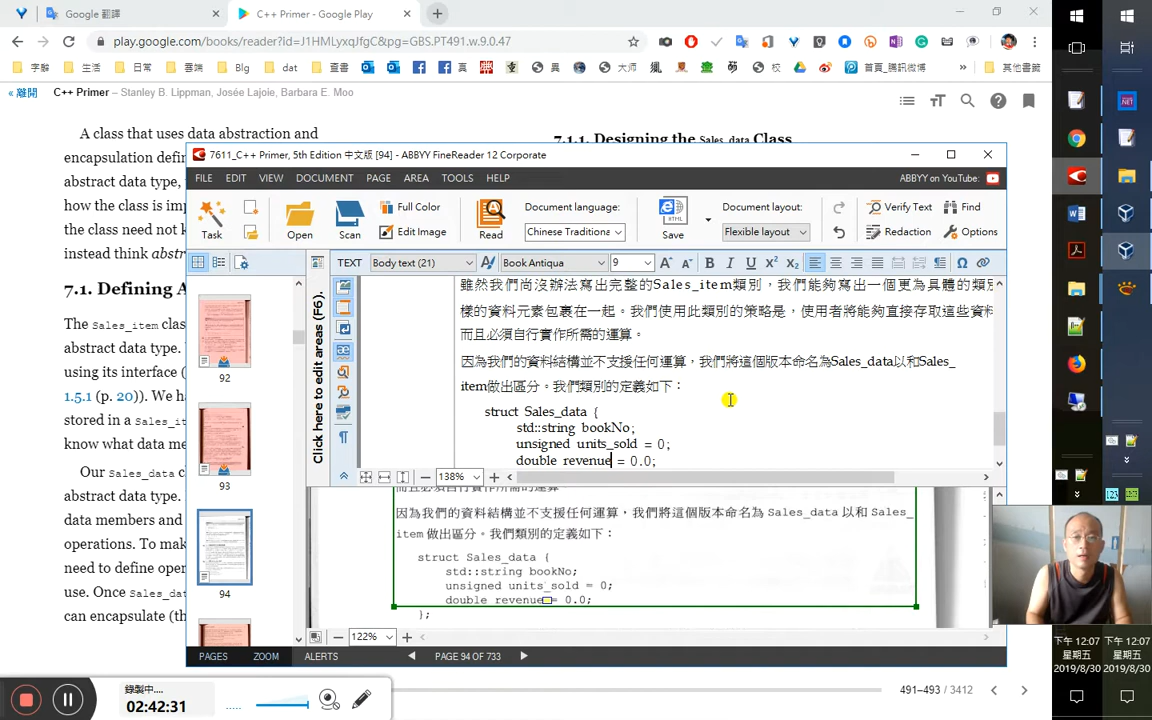 Google 翻譯
C++ Primer - Google Play
play.google.com/books/reader?id=J1HMLyxqJfgC&pg=GBS.PT491.w.9.0.47
字辭 生活 日常 雲端 Blg dat 查書 真 異 大师 校 首頁_騰訊微博 » 其他書籤
« 離開 C++ Primer – Stanley B. Lippman, Josée Lajoie, Barbara E. Moo
A class that uses data abstraction and
7.1.1. Designing the Sales_data Class
7611_C++ Primer, 5th Edition 中文版 [94] - ABBYY FineReader 12 Corporate
FILE EDIT VIEW DOCUMENT PAGE AREA TOOLS HELP ABBYY on YouTube:
Task Open Scan Full Color Edit Image Read Document language: Chinese Traditiona Save Document layout: Flexible layout Verify Text Find Redaction Options
TEXT Body text (21) Book Antiqua 9 B I U X² X₂
Click here to edit areas (F6).
encapsulation defi
abstract data type,
how the class is imp
the class need not k
instead think abstr
7.1. Defining A
The Sales_item clas
abstract data type.
using its interface (
1.5.1 (p. 20)). We ha
stored in a Sales_i
know what data me
Our Sales_data c
abstract data type.
data members and
operations. To mak
need to define oper
use. Once Sales_dat
can encapsulate (th
92
93
94
雖然我們尚沒辦法寫出完整的Sales_item類別，我們能夠寫出一個更為具體的類別
樣的資料元素包裹在一起。我們使用此類別的策略是，使用者將能夠直接存取這些資料
而且必須自行實作所需的運算。
因為我們的資料結構並不支援任何運算，我們將這個版本命名為Sales_data以和Sales_
item做出區分。我們類別的定義如下：
struct Sales_data {
std::string bookNo;
unsigned units_sold = 0;
double revenue = 0.0;
138%
而且必須自行實作所需的運算。
因為我們的資料結構並不支援任何運算，我們將這個版本命名為 Sales_data 以和 Sales_
item 做出區分。我們類別的定義如下：
struct Sales_data {
std::string bookNo;
unsigned units_sold = 0;
double revenue = 0.0;
};
122%
PAGES ZOOM ALERTS PAGE 94 OF 733
491–493 / 3412
錄製中....
02:42:31
下午 12:07
星期五
2019/8/30
下午 12:07
星期五
2019/8/30